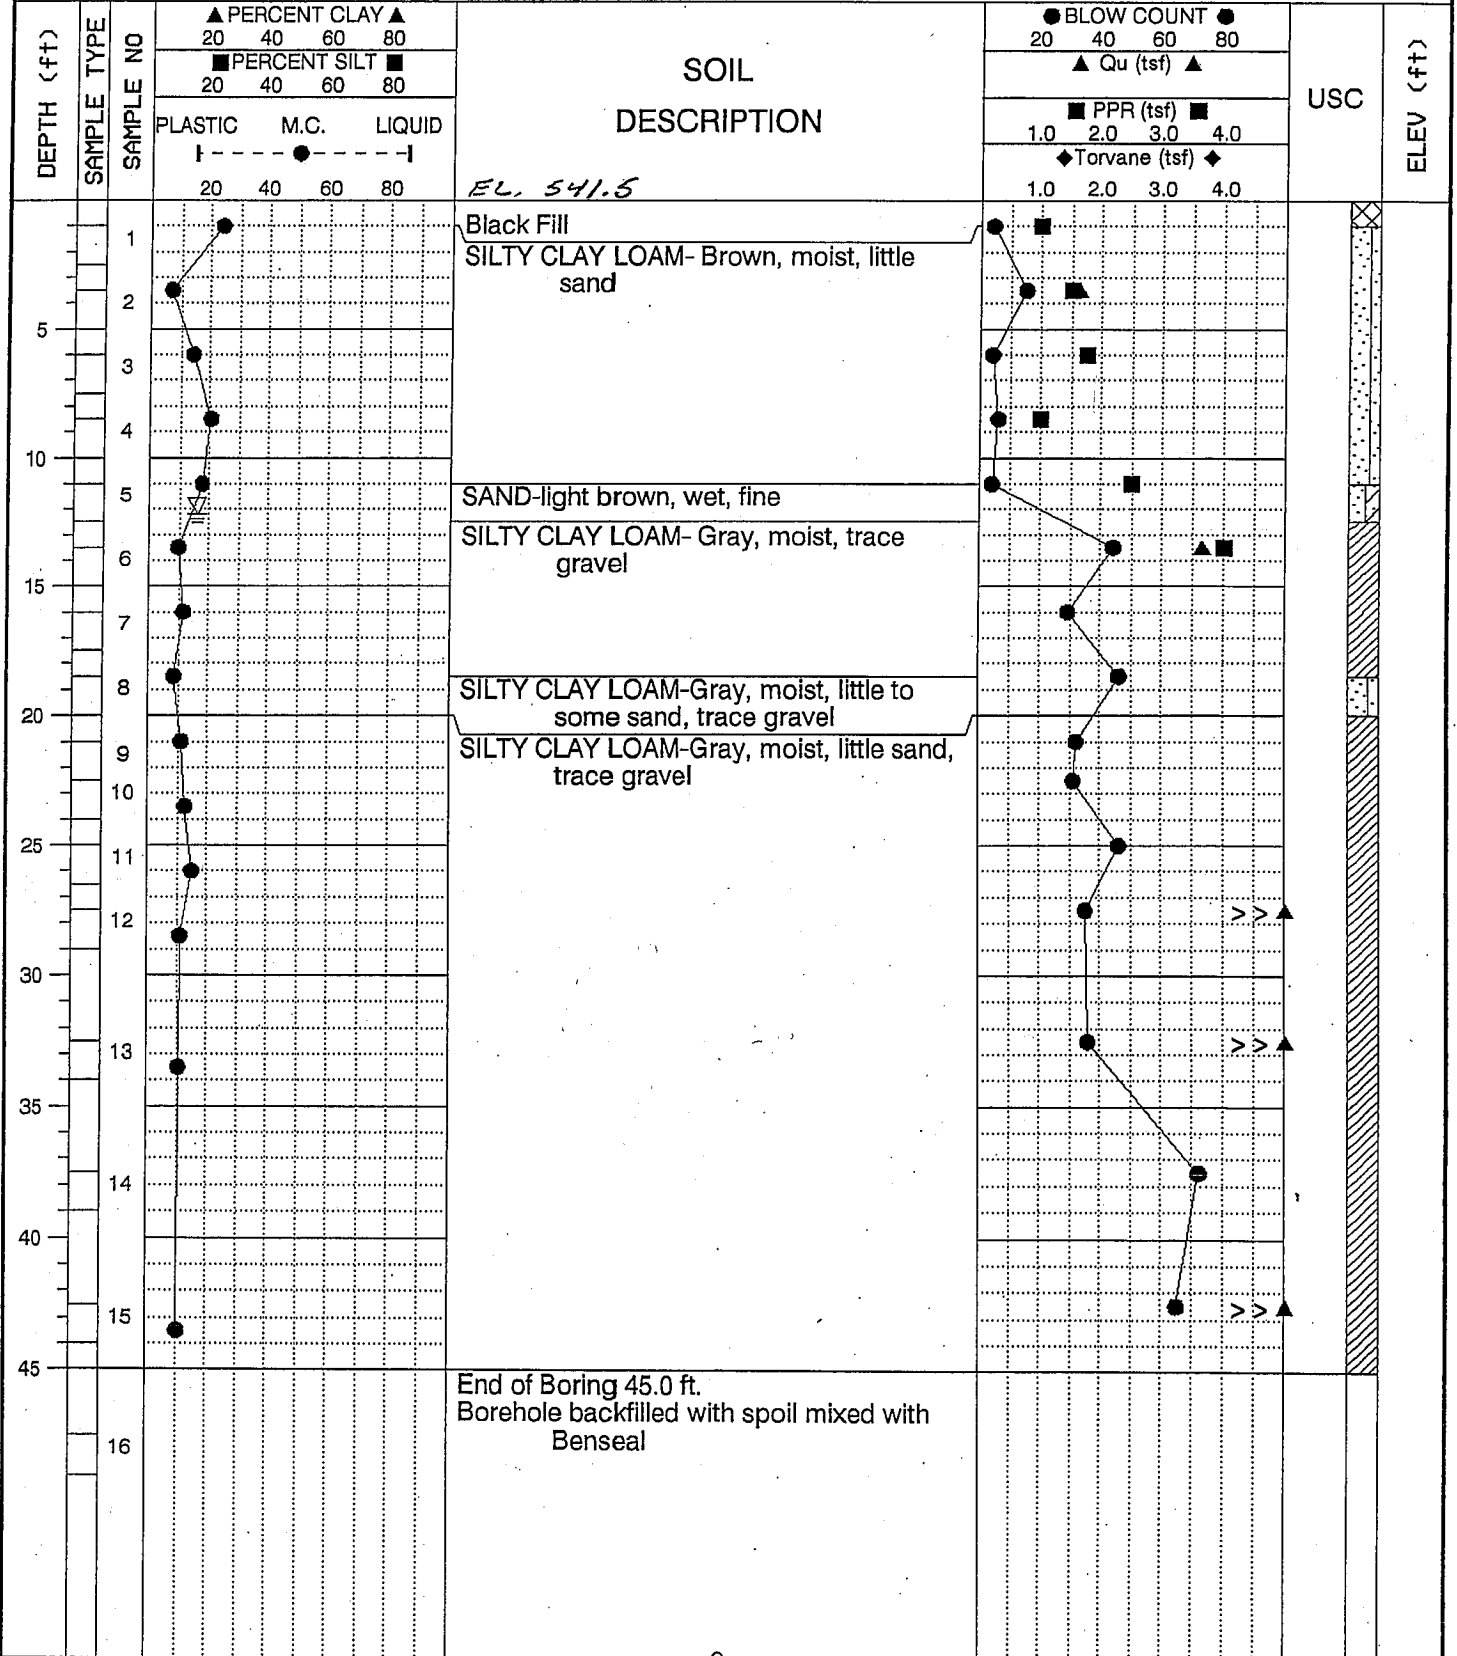 DEPTH (ft)
SAMPLE TYPE
SAMPLE NO
▲ PERCENT CLAY ▲
20 40 60 80
■ PERCENT SILT ■
20 40 60 80
PLASTIC M.C. LIQUID
20 40 60 80
SOIL
DESCRIPTION
EL. 541.5
● BLOW COUNT ●
20 40 60 80
▲ Qu (tsf) ▲
■ PPR (tsf) ■
1.0 2.0 3.0 4.0
◆ Torvane (tsf) ◆
1.0 2.0 3.0 4.0
USC
ELEV (ft)
Black Fill
1
SILTY CLAY LOAM- Brown, moist, little
sand
2
5
3
4
10
5
SAND-light brown, wet, fine
SILTY CLAY LOAM- Gray, moist, trace
gravel
6
15
7
8
SILTY CLAY LOAM-Gray, moist, little to
some sand, trace gravel
20
9
SILTY CLAY LOAM-Gray, moist, little sand,
trace gravel
10
25
11
12
>>
30
13
>>
35
14
40
15
>>
45
End of Boring 45.0 ft.
Borehole backfilled with spoil mixed with
Benseal
16